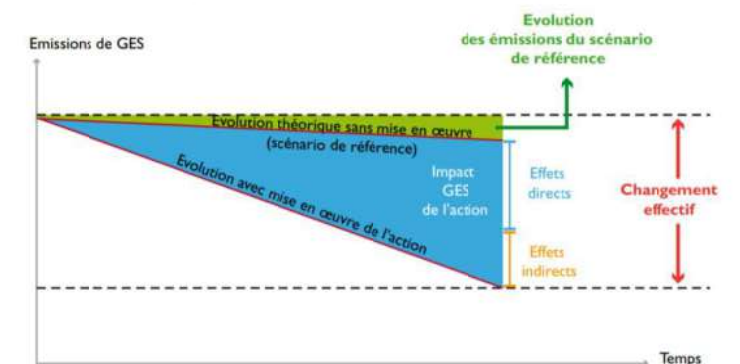 Evolution
des émissions du scénario
de référence
Emissions de GES
Evolution théorique sans mise en œuvre
(scénario de référence)
Evolution avec mise en œuvre de l'action
Impact
GES
de l'action
Effets
directs
Changement
effectif
Effets
indirects
Temps